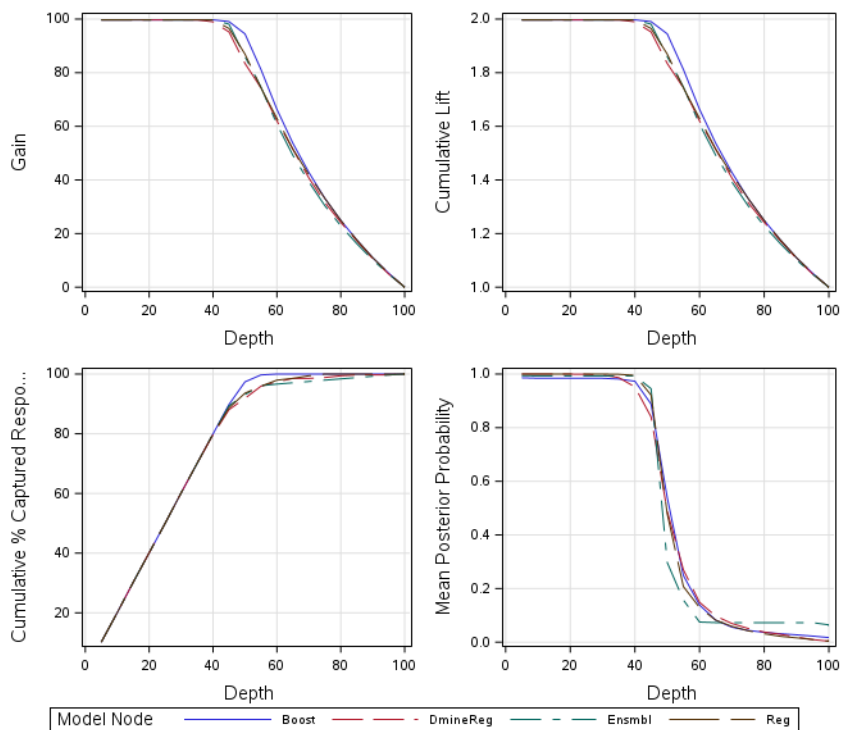 100
80
60
40
20
0
Gain
0 20 40 60 80 100
Depth
2.0
1.8
1.6
1.4
1.2
1.0
Cumulative Lift
0 20 40 60 80 100
Depth
100
80
60
40
20
Cumulative % Captured Respo...
0 20 40 60 80 100
Depth
1.0
0.8
0.6
0.4
0.2
0.0
Mean Posterior Probability
0 20 40 60 80 100
Depth
Model Node Boost DmineReg Ensmbl Reg